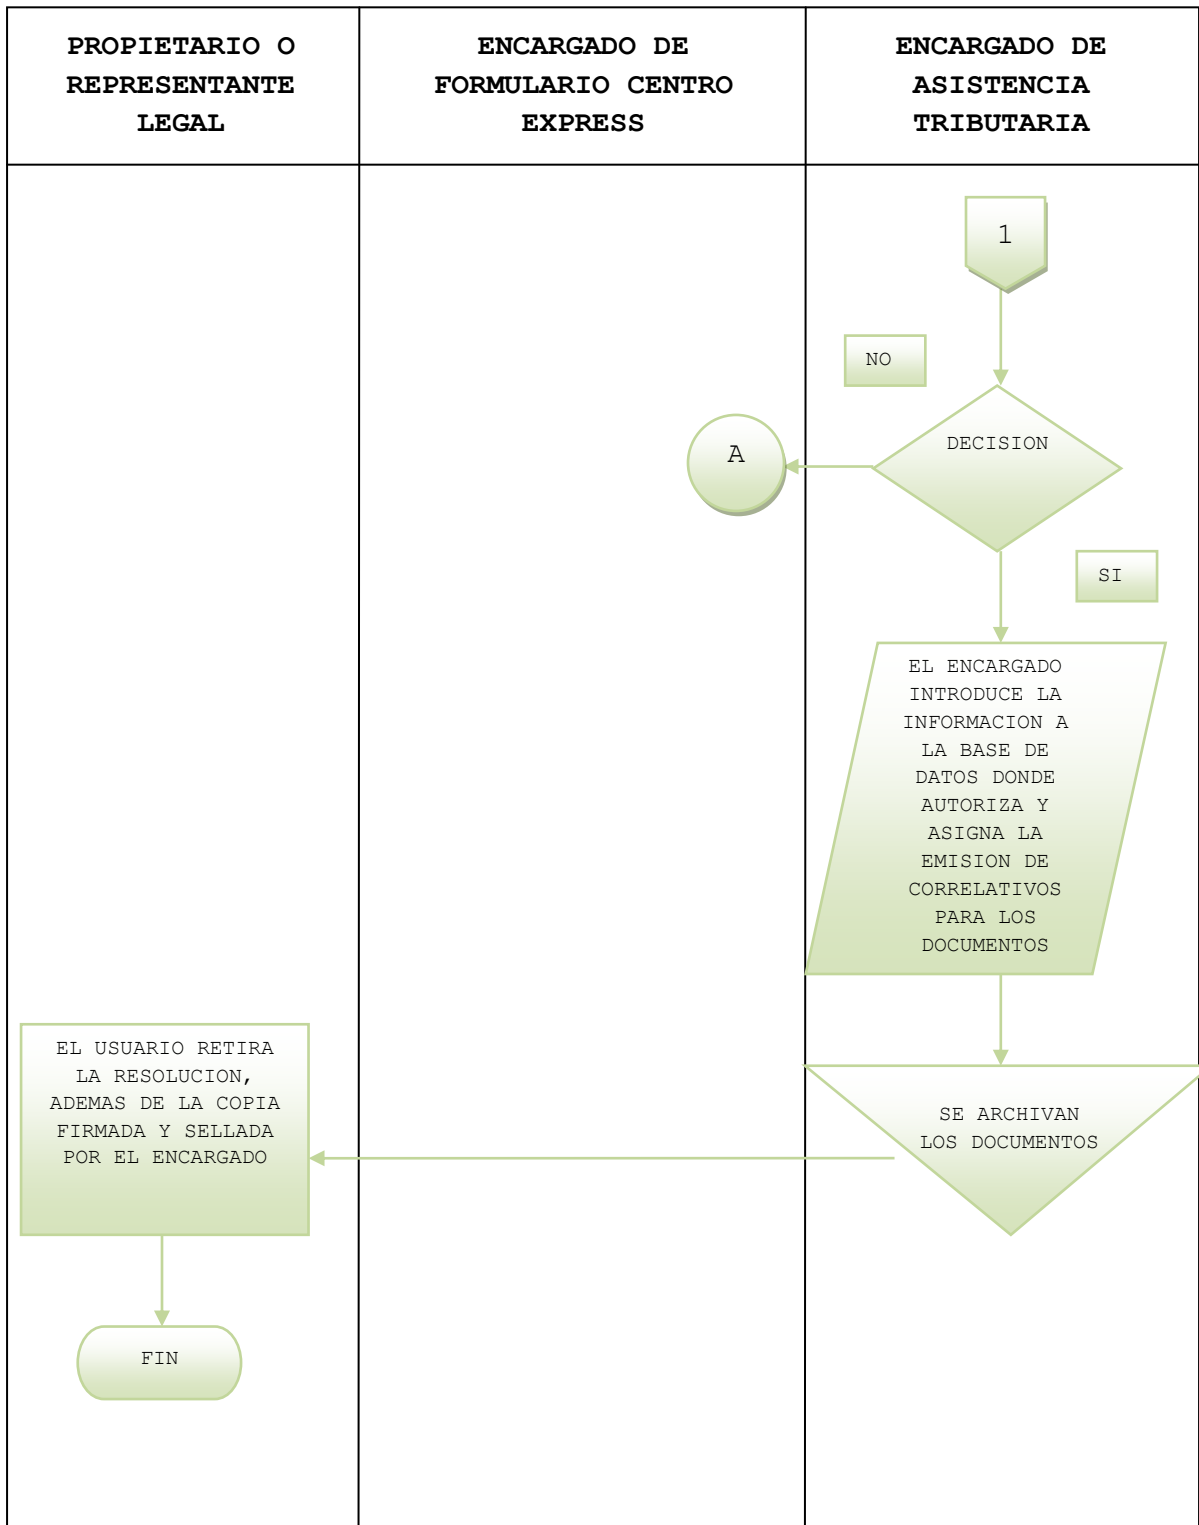 PROPIETARIO O
REPRESENTANTE
LEGAL
ENCARGADO DE
FORMULARIO CENTRO
EXPRESS
ENCARGADO DE
ASISTENCIA
TRIBUTARIA
1
NO
DECISION
A
SI
EL ENCARGADO
INTRODUCE LA
INFORMACION A
LA BASE DE
DATOS DONDE
AUTORIZA Y
ASIGNA LA
EMISION DE
CORRELATIVOS
PARA LOS
DOCUMENTOS
SE ARCHIVAN
LOS DOCUMENTOS
EL USUARIO RETIRA
LA RESOLUCION,
ADEMAS DE LA COPIA
FIRMADA Y SELLADA
POR EL ENCARGADO
FIN